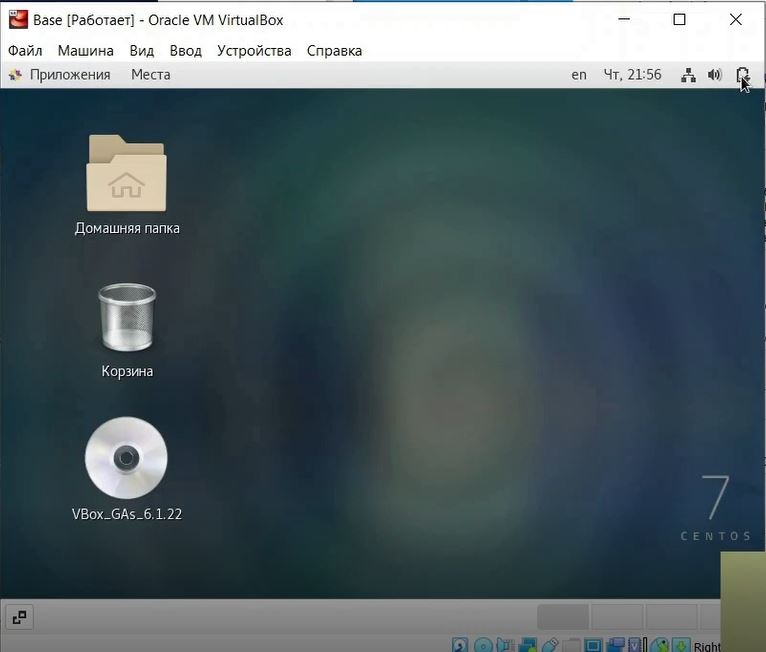 Base [Работает] - Oracle VM VirtualBox
Файл Машина Вид Ввод Устройства Справка
Приложения Места en Чт, 21:56
Домашняя папка
Корзина
VBox_GAs_6.1.22
7
CENTOS
Right